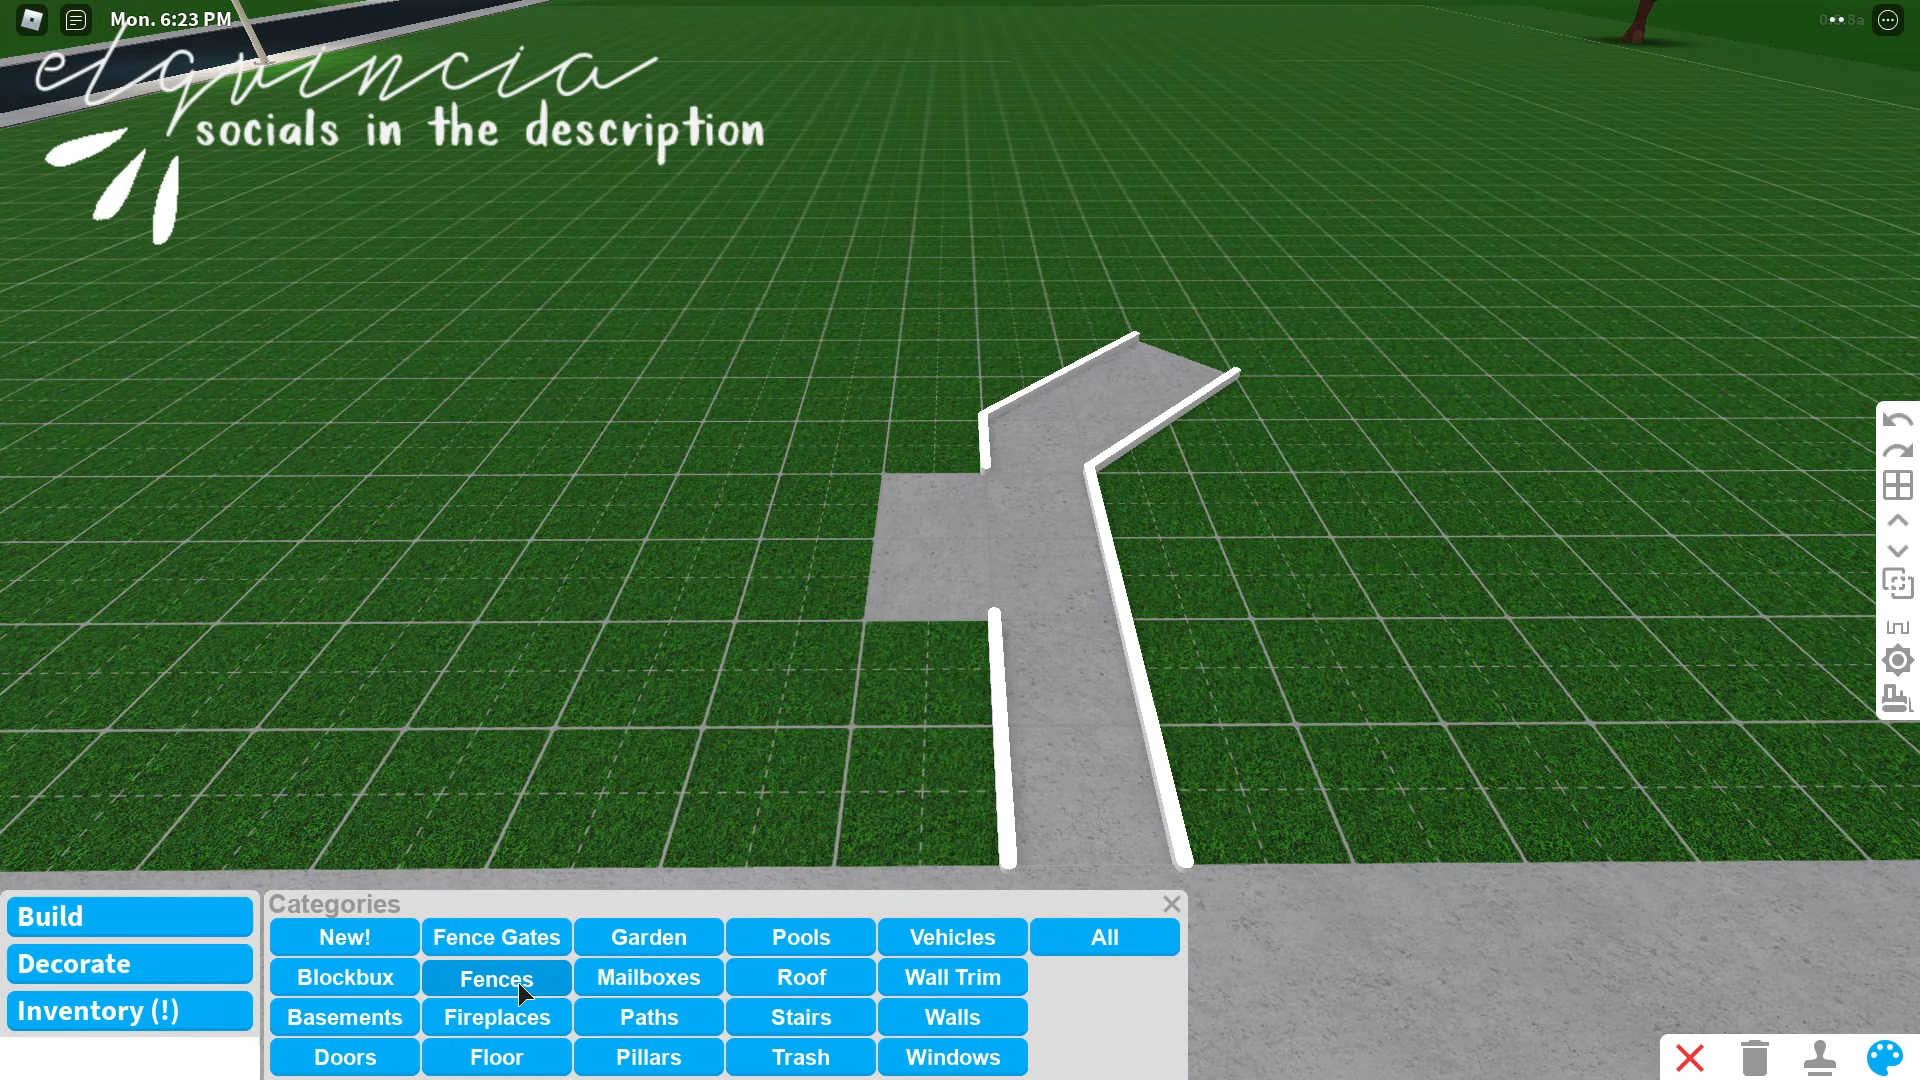 Mon. 6:23 PM
elquincia
socials in the description
Build
Decorate
Inventory (!)
Categories
New!
Fence Gates
Garden
Pools
Vehicles
All
Blockbux
Fences
Mailboxes
Roof
Wall Trim
Basements
Fireplaces
Paths
Stairs
Walls
Doors
Floor
Pillars
Trash
Windows